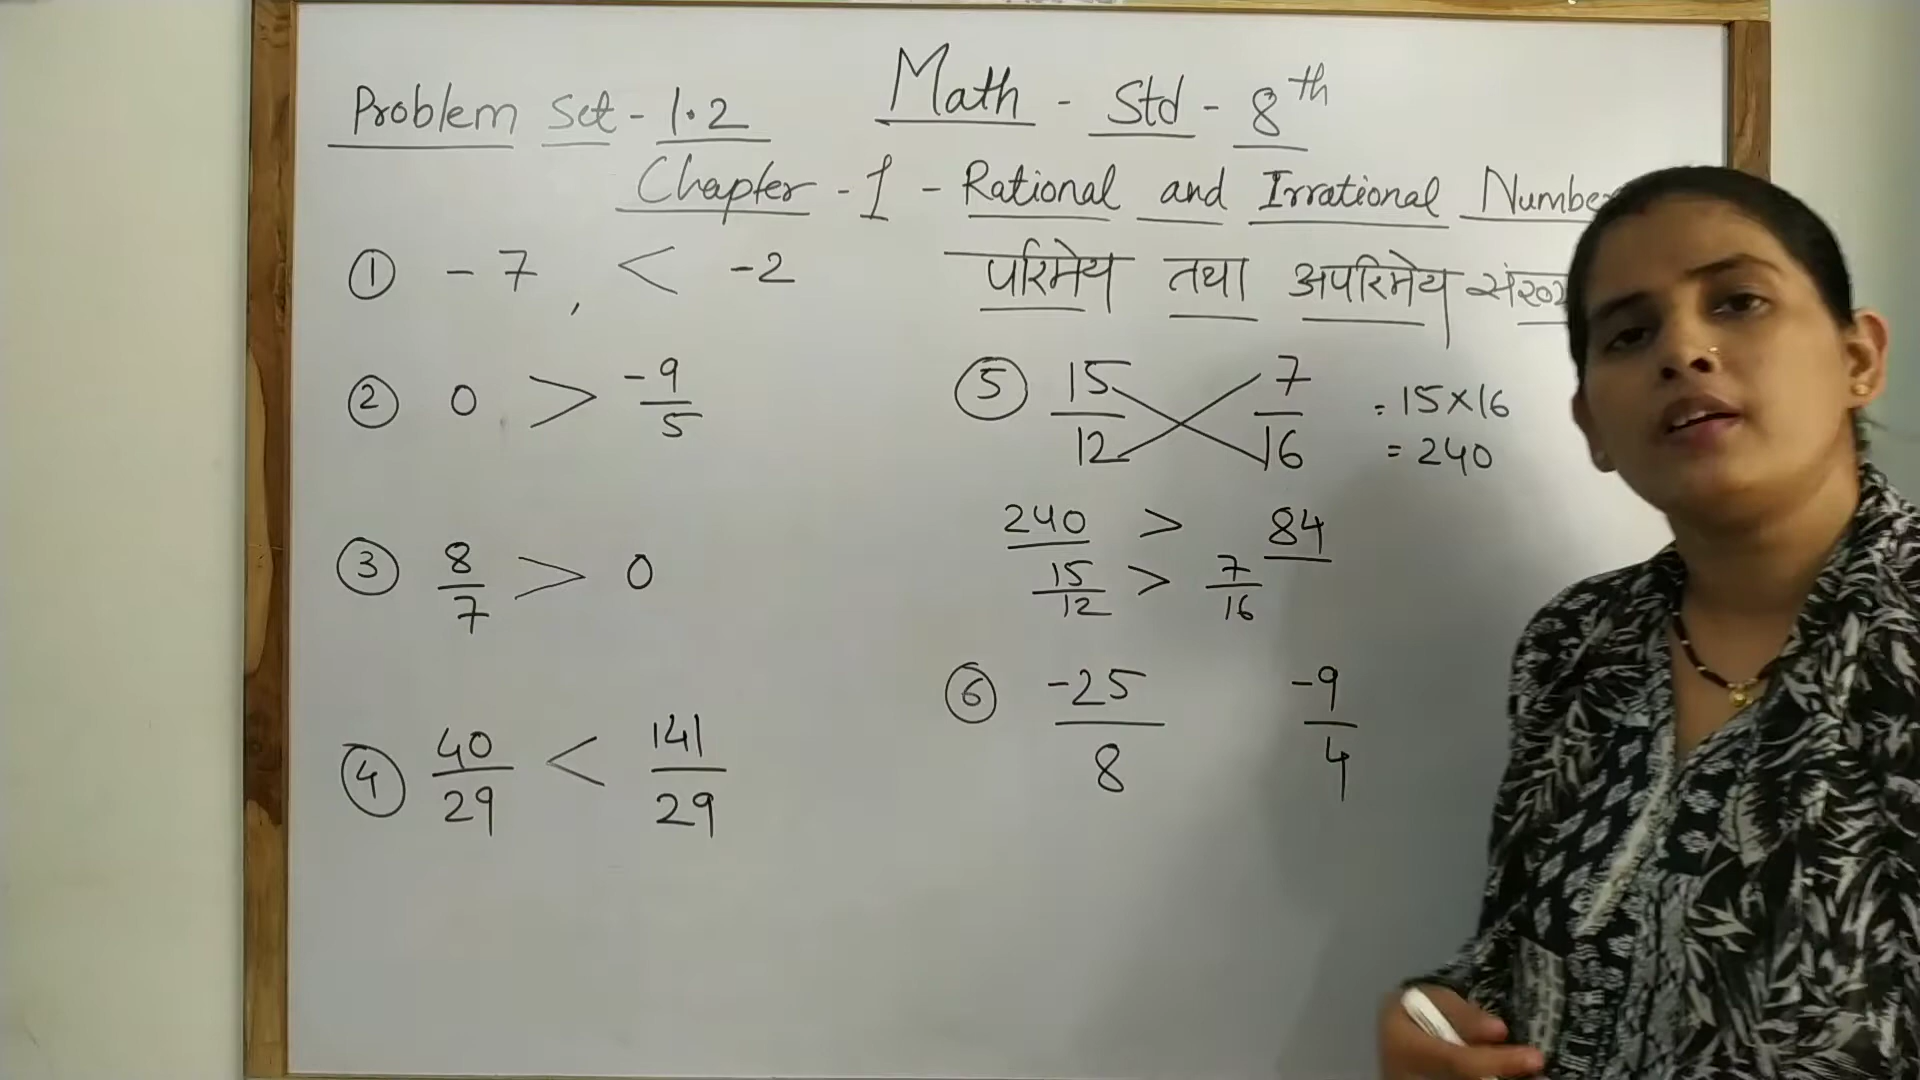 Problem Set - 1.2
Math - Std - 8th
Chapter - 1 - Rational and Irrational
परिमेय तथा अपरिमेय
① -7 , < -2
② 0 > -9/5
③ 8/7 > 0
④ 40/29 < 141/29
⑤ 15/12 7/16 = 15×16
= 240
240 > 84
15/12 > 7/16
⑥ -25/8 -9/4